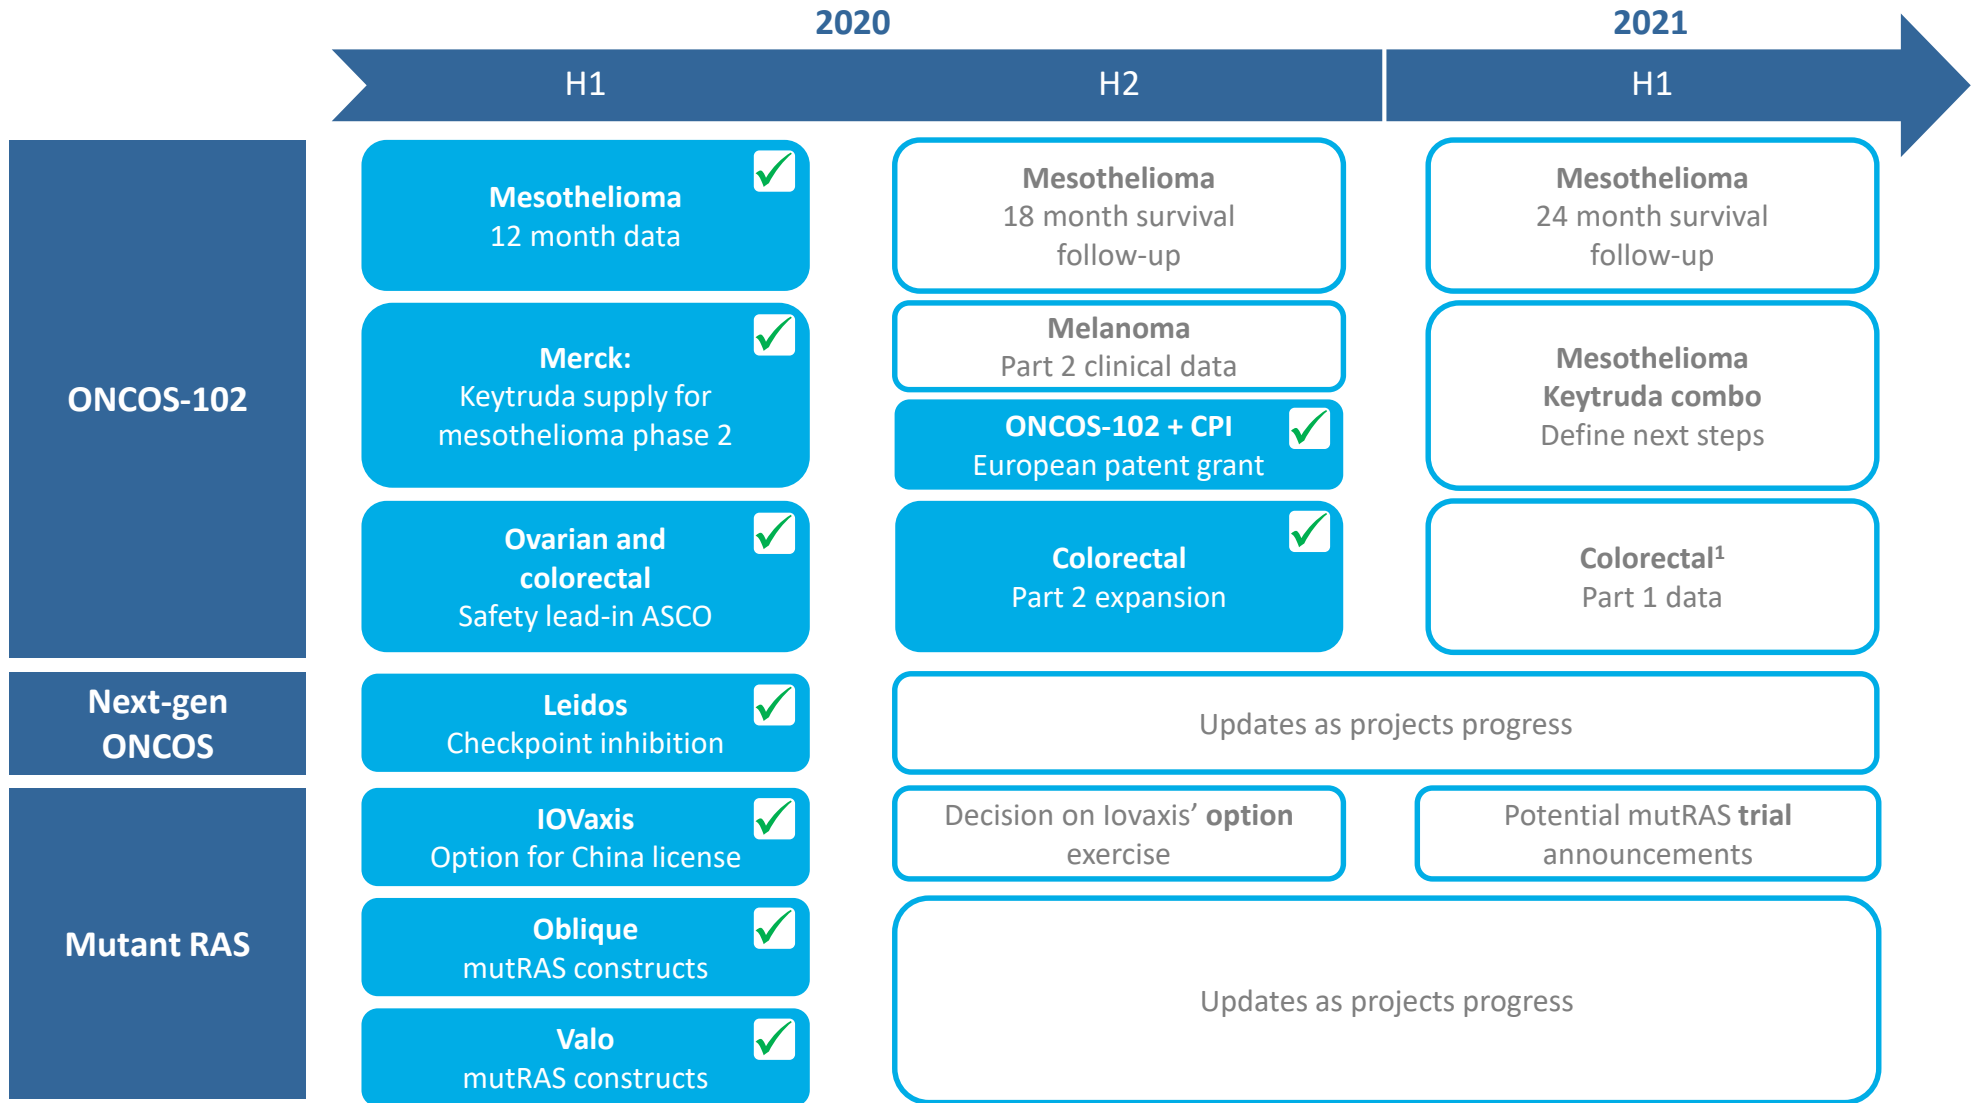 2020
2021
H1
H2
H1
ONCOS-102
Mesothelioma
12 month data
Mesothelioma
18 month survival
follow-up
Mesothelioma
24 month survival
follow-up
Merck:
Keytruda supply for
mesothelioma phase 2
Melanoma
Part 2 clinical data
ONCOS-102 + CPI
European patent grant
Mesothelioma
Keytruda combo
Define next steps
Ovarian and
colorectal
Safety lead-in ASCO
Colorectal
Part 2 expansion
Colorectal¹
Part 1 data
Next-gen
ONCOS
Leidos
Checkpoint inhibition
Updates as projects progress
Mutant RAS
IOVaxis
Option for China license
Decision on Iovaxis’ option
exercise
Potential mutRAS trial
announcements
Oblique
mutRAS constructs
Valo
mutRAS constructs
Updates as projects progress